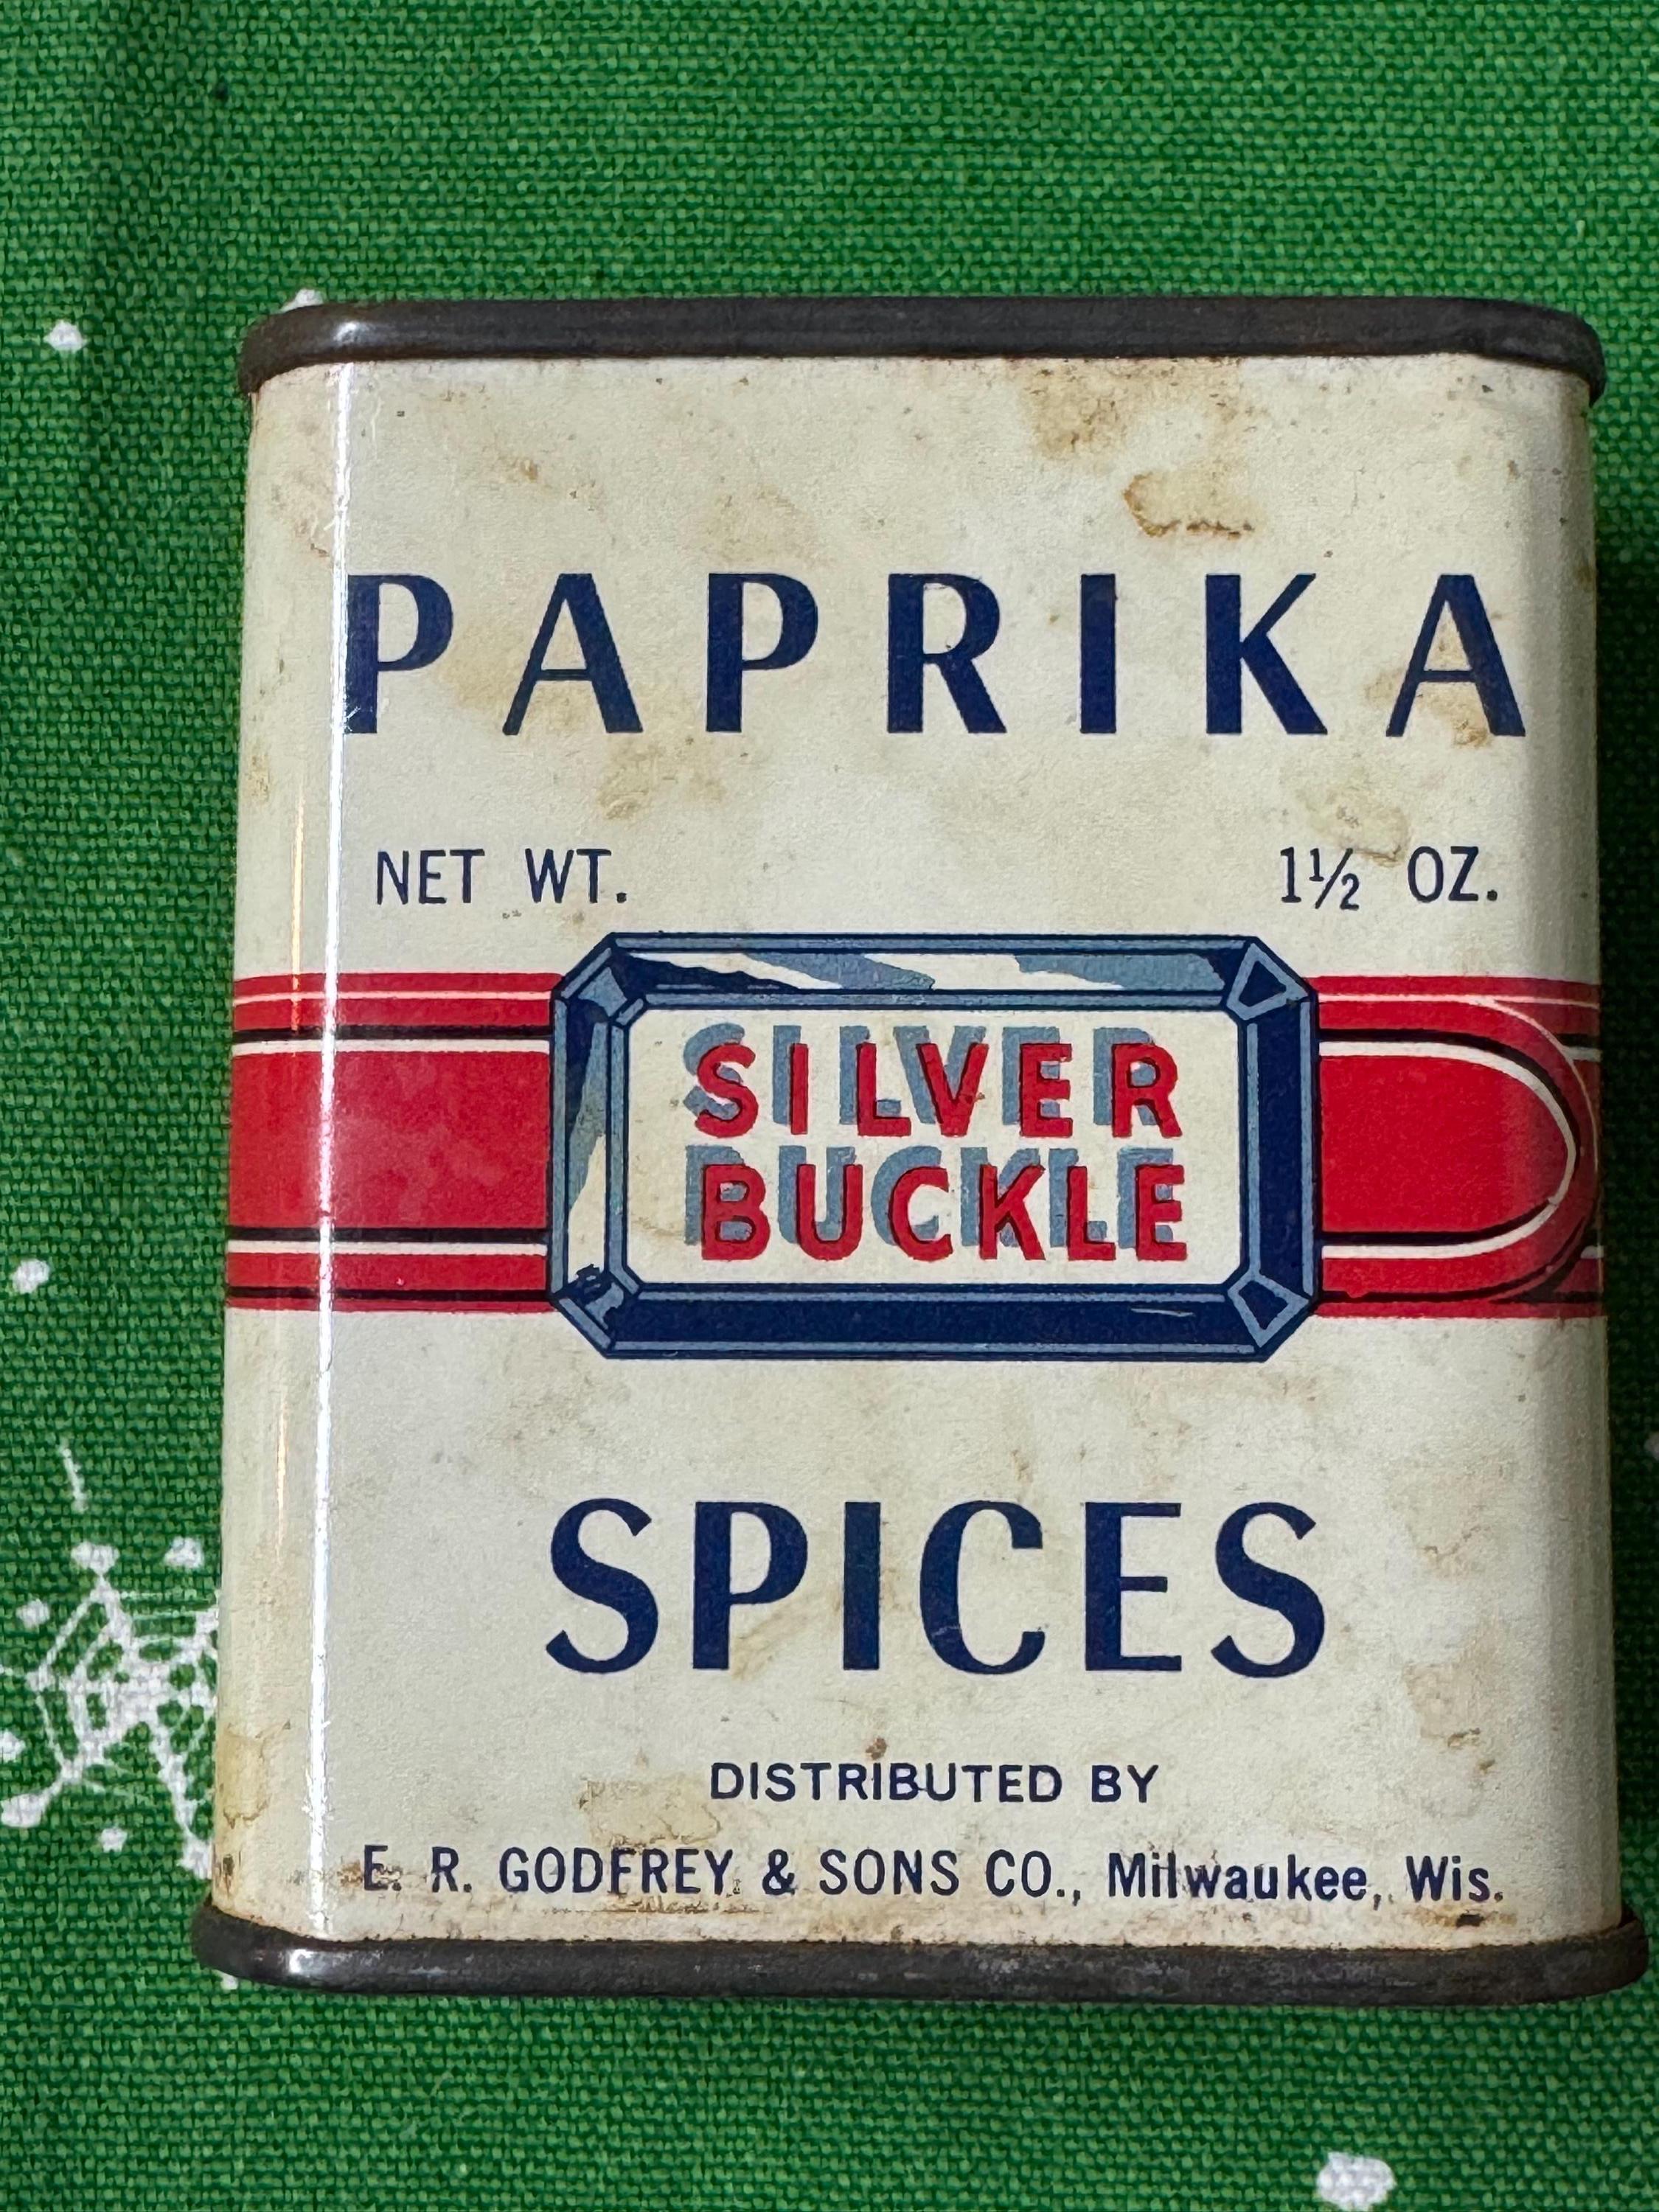 PAPRIKA
NET WT. 1½ OZ.
SILVER
BUCKLE
SPICES
DISTRIBUTED BY
E. R. GODFREY & SONS CO., Milwaukee, Wis.